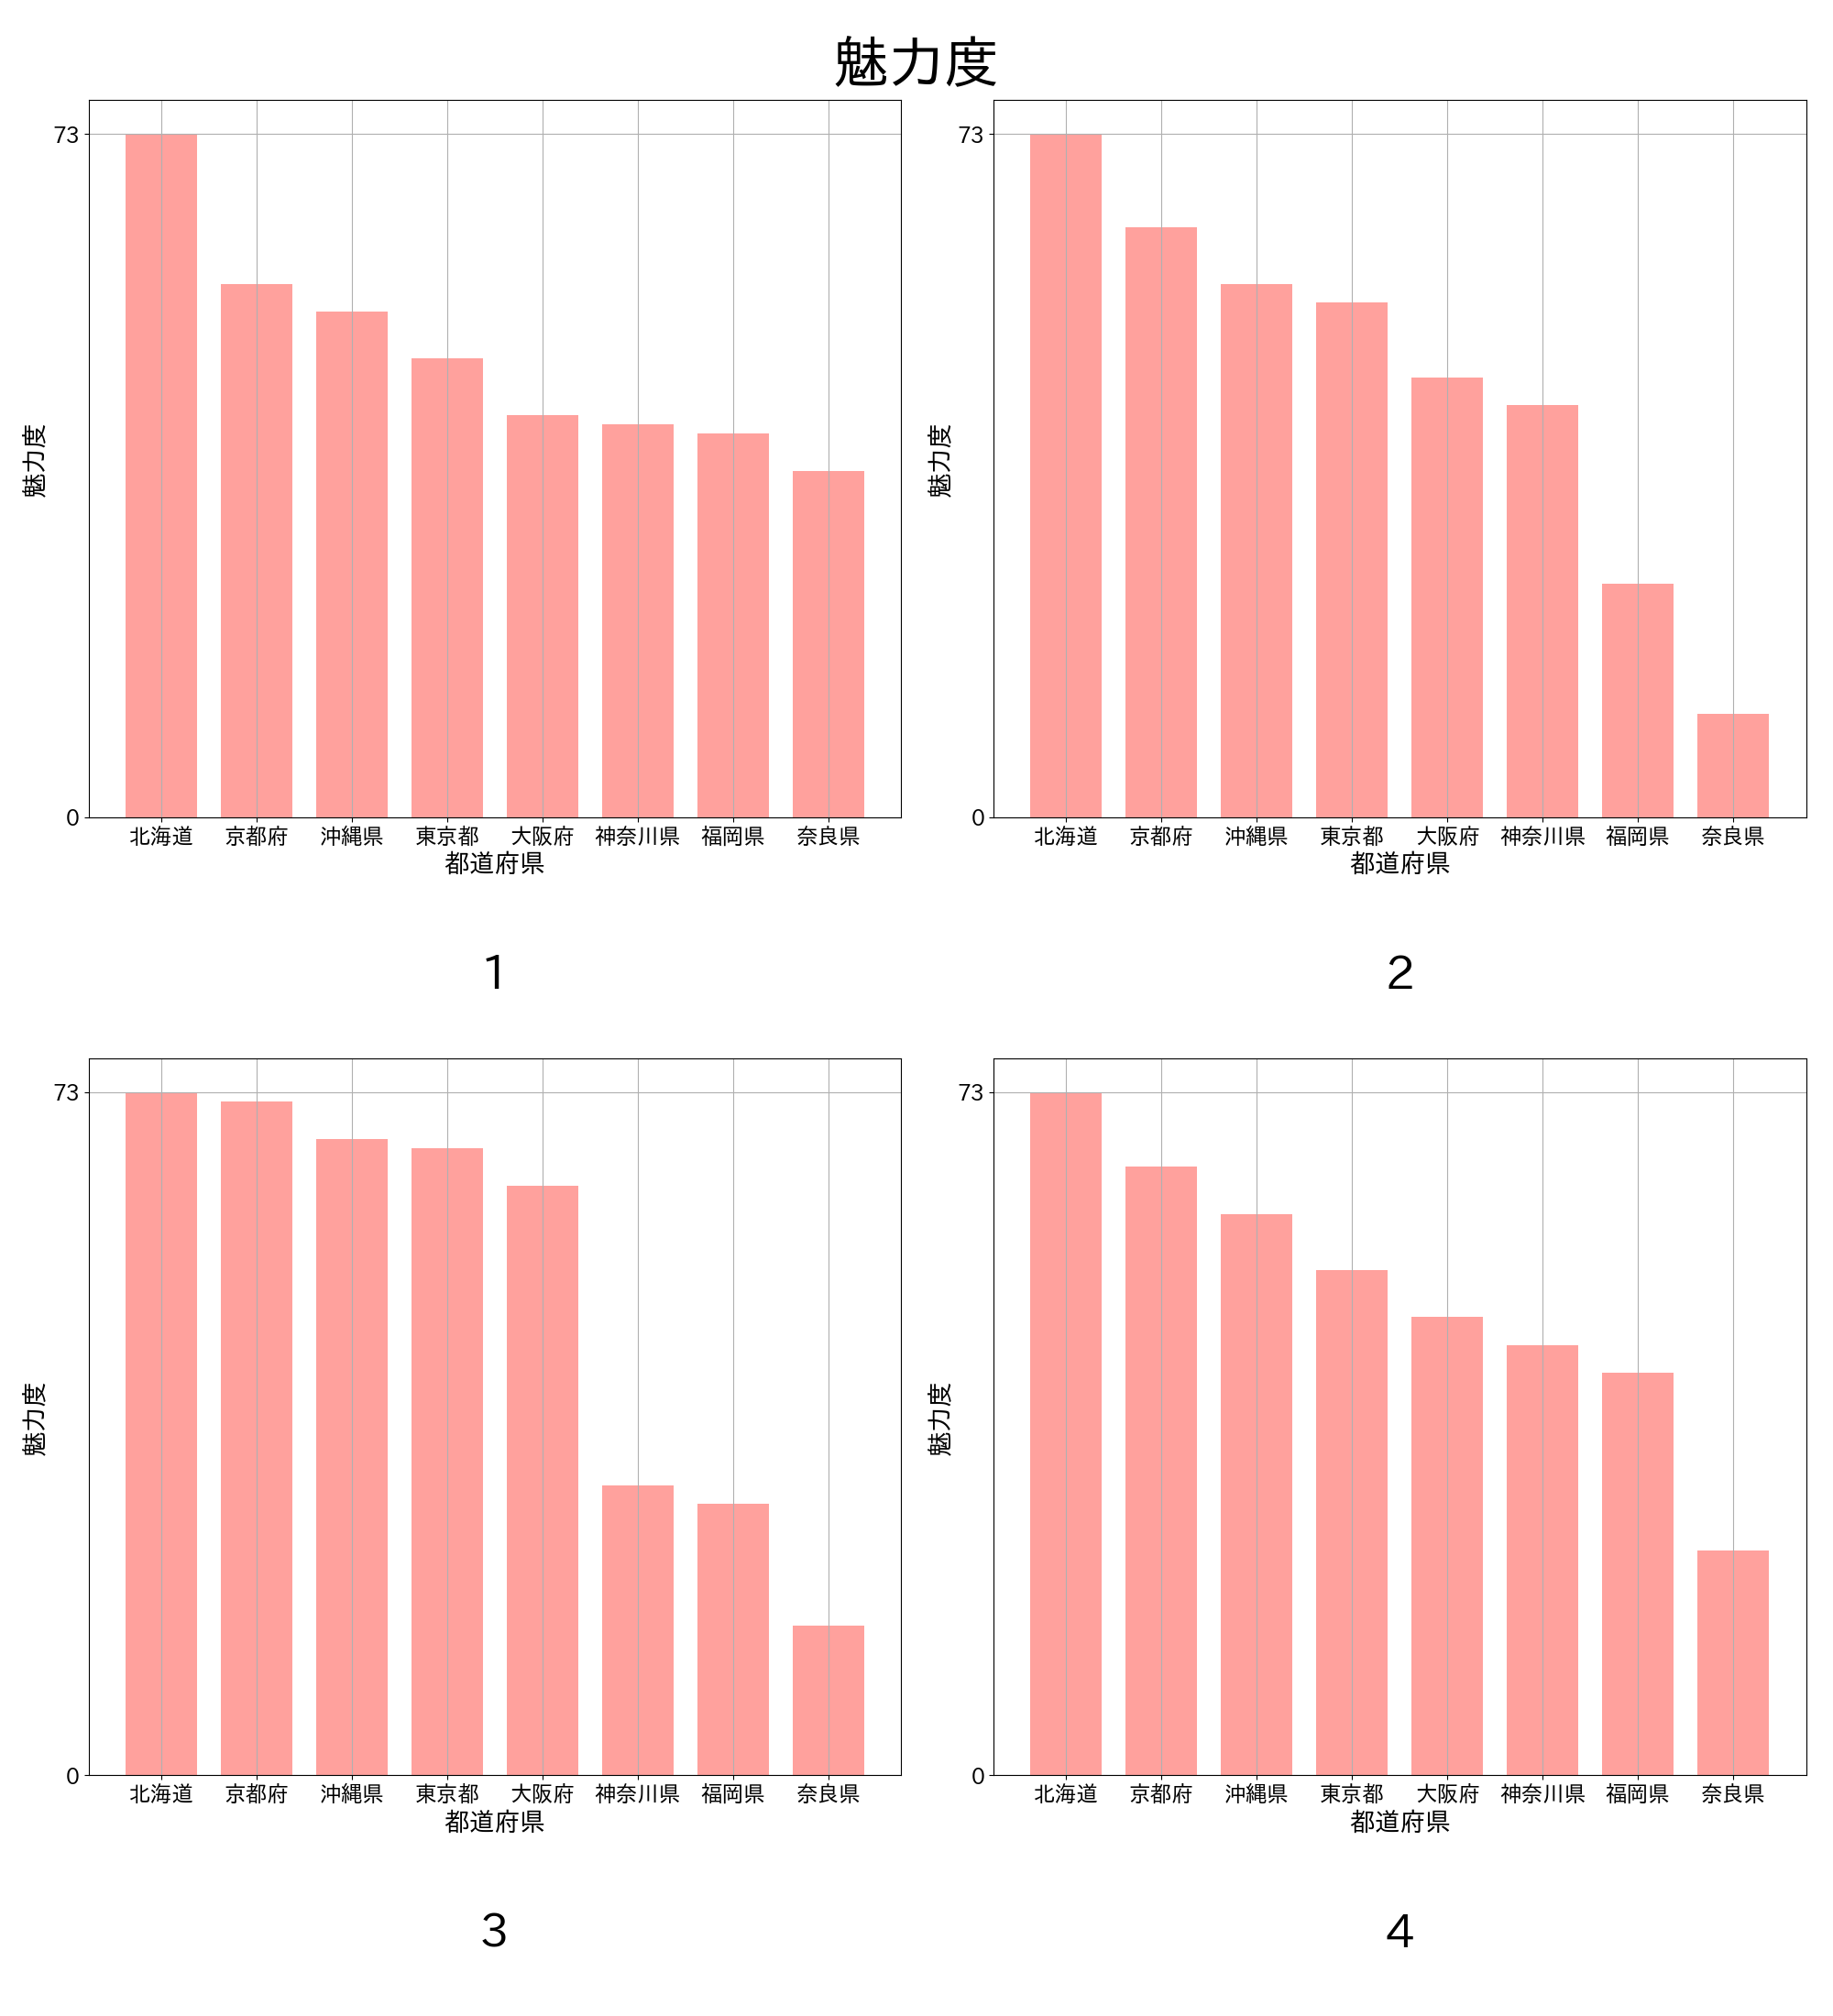 魅力度
73
0
魅力度
北海道 京都府 沖縄県 東京都 大阪府 神奈川県 福岡県 奈良県
都道府県
1
73
0
魅力度
北海道 京都府 沖縄県 東京都 大阪府 神奈川県 福岡県 奈良県
都道府県
2
73
0
魅力度
北海道 京都府 沖縄県 東京都 大阪府 神奈川県 福岡県 奈良県
都道府県
3
73
0
魅力度
北海道 京都府 沖縄県 東京都 大阪府 神奈川県 福岡県 奈良県
都道府県
4